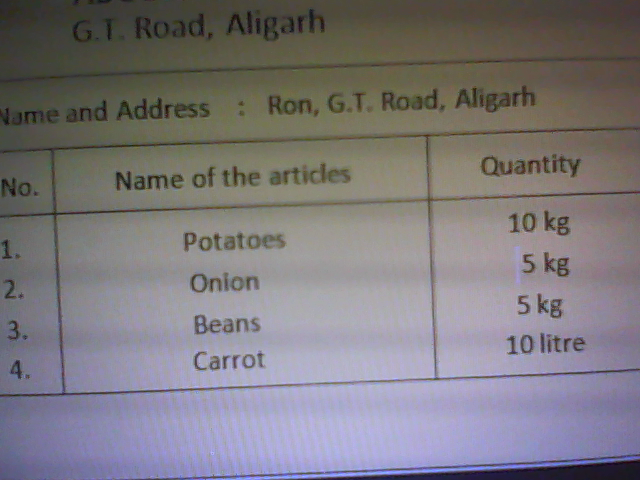 G.T. Road, Aligarh
Name and Address : Ron, G.T. Road, Aligarh
No. Name of the articles Quantity
1. Potatoes 10 kg
2. Onion 5 kg
3. Beans 5 kg
4. Carrot 10 litre